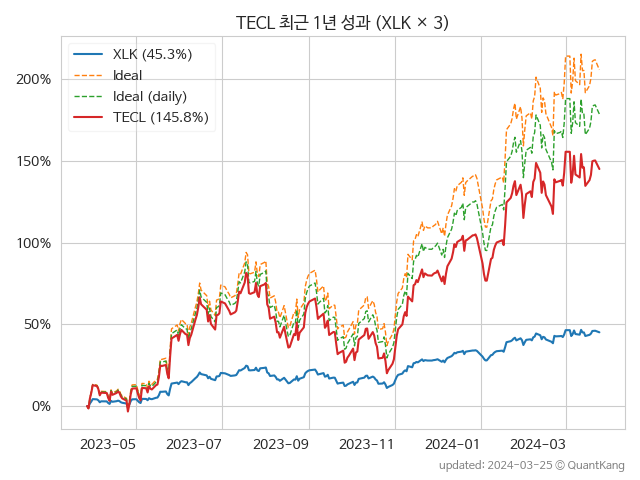 TECL 최근 1년 성과 (XLK × 3)
XLK (45.3%)
Ideal
Ideal (daily)
TECL (145.8%)
200%
150%
100%
50%
0%
2023-05 2023-07 2023-09 2023-11 2024-01 2024-03
updated: 2024-03-25 ⓒ QuantKang